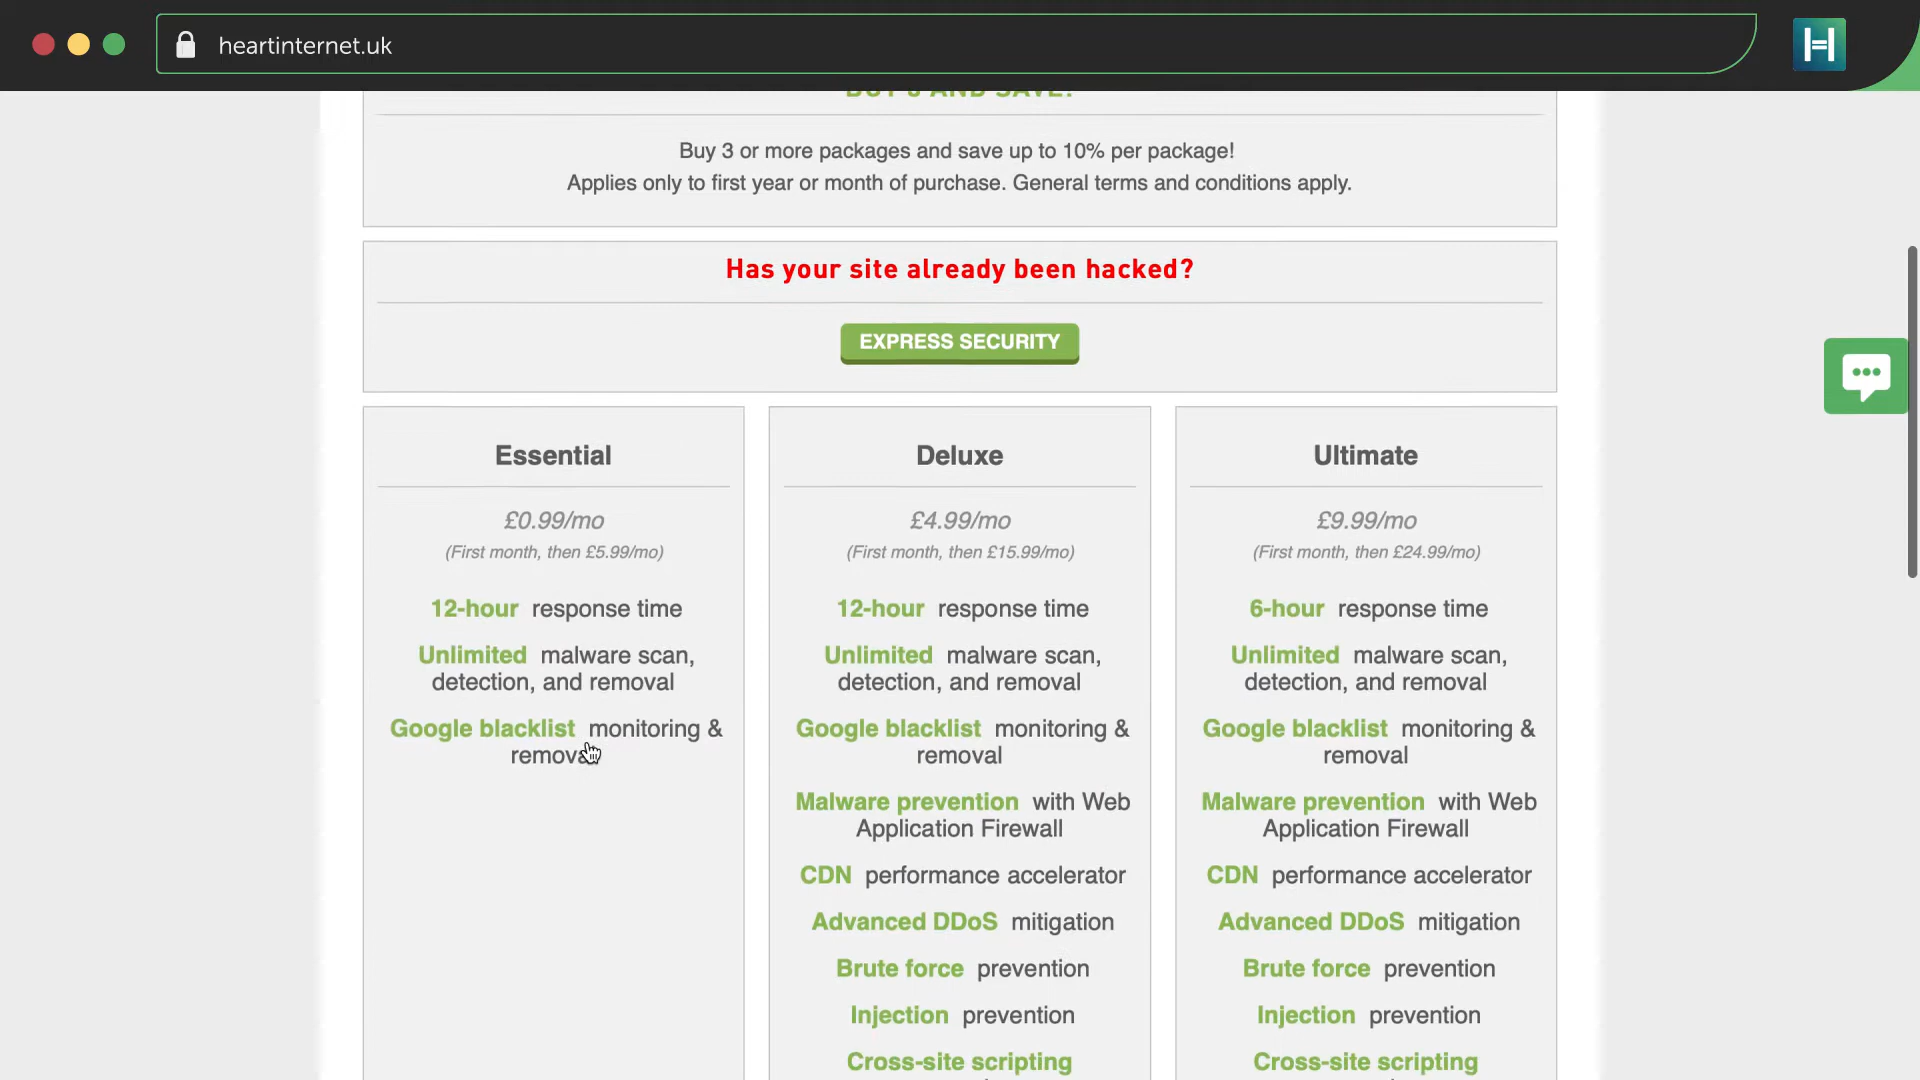 heartinternet.uk
BUY 3 AND SAVE!
Buy 3 or more packages and save up to 10% per package!
Applies only to first year or month of purchase. General terms and conditions apply.
Has your site already been hacked?
EXPRESS SECURITY
Essential
£0.99/mo
(First month, then £5.99/mo)
12-hour response time
Unlimited malware scan,
detection, and removal
Google blacklist monitoring &
removal
Deluxe
£4.99/mo
(First month, then £15.99/mo)
12-hour response time
Unlimited malware scan,
detection, and removal
Google blacklist monitoring &
removal
Malware prevention with Web
Application Firewall
CDN performance accelerator
Advanced DDoS mitigation
Brute force prevention
Injection prevention
Cross-site scripting
Ultimate
£9.99/mo
(First month, then £24.99/mo)
6-hour response time
Unlimited malware scan,
detection, and removal
Google blacklist monitoring &
removal
Malware prevention with Web
Application Firewall
CDN performance accelerator
Advanced DDoS mitigation
Brute force prevention
Injection prevention
Cross-site scripting